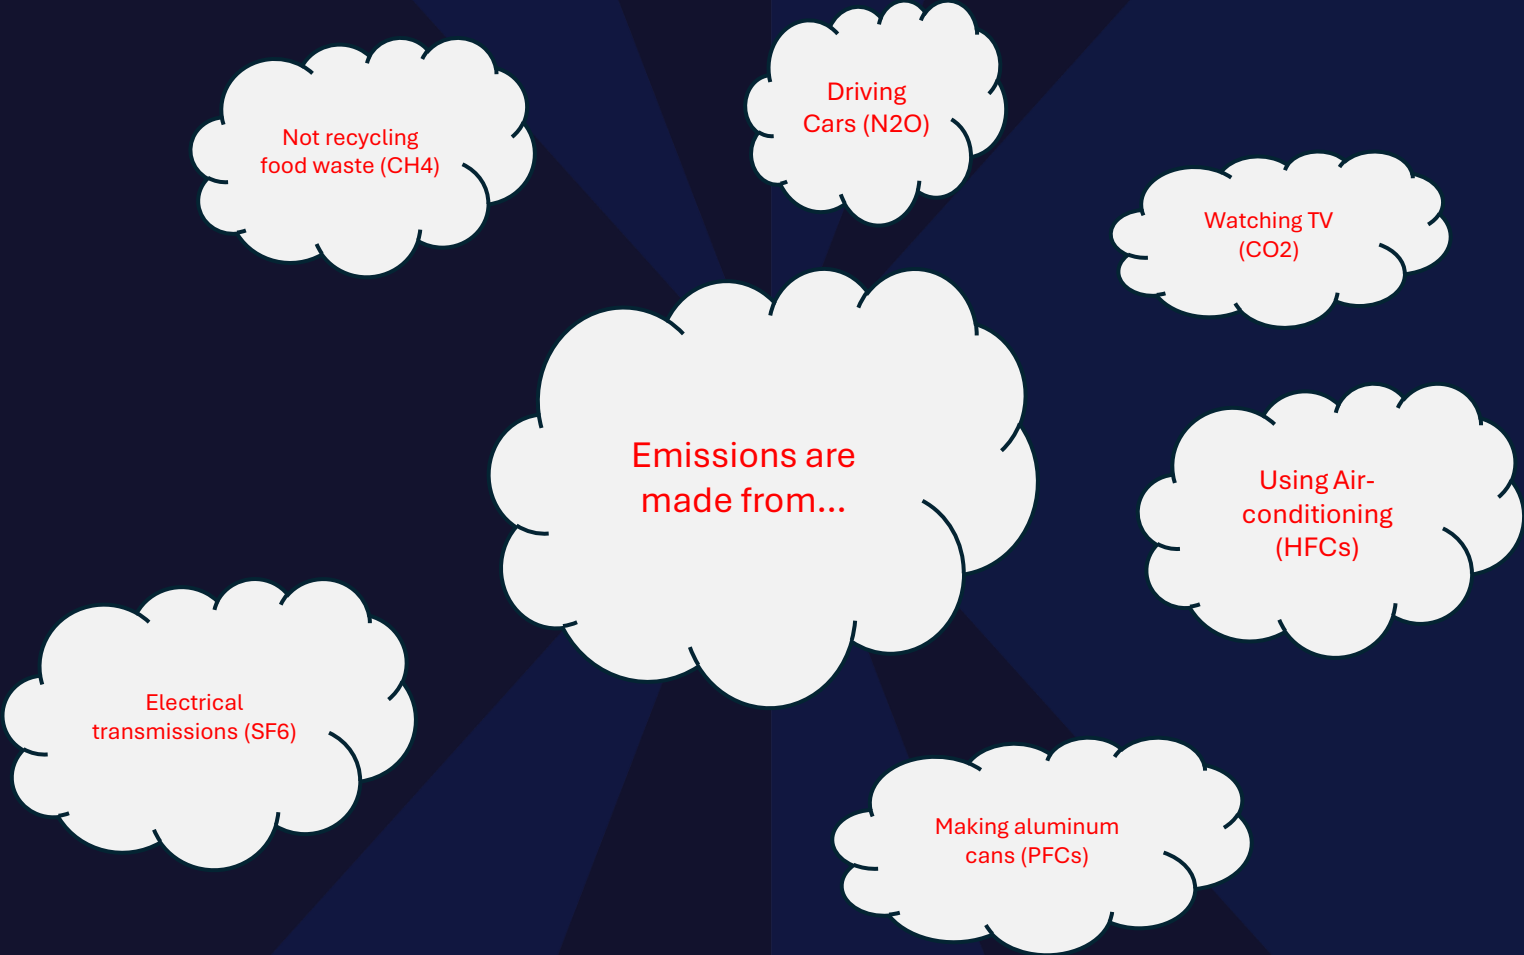 Driving
Cars (N2O)
Not recycling
food waste (CH4)
Watching TV
(CO2)
Emissions are
made from...
Using Air-
conditioning
(HFCs)
Electrical
transmissions (SF6)
Making aluminum
cans (PFCs)